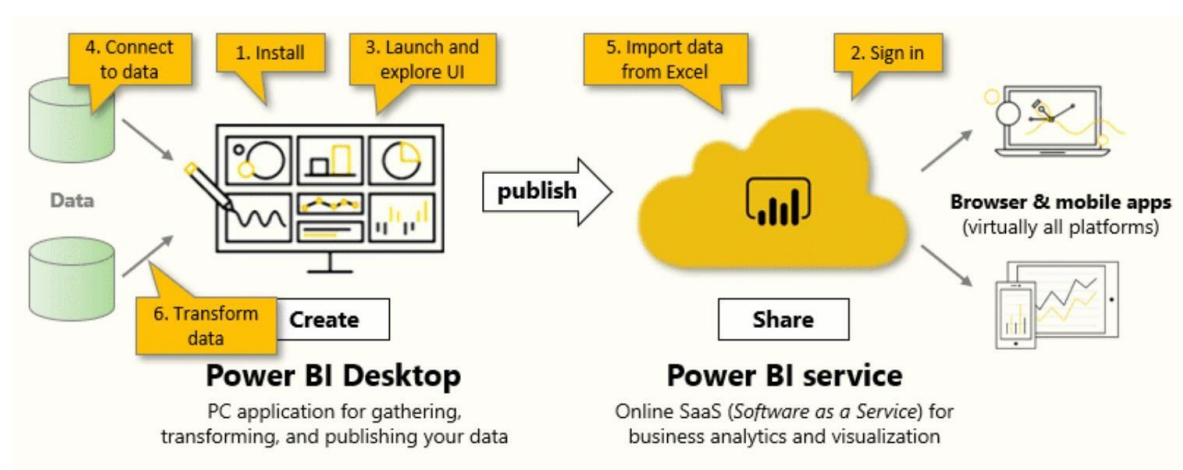 4. Connect
to data
1. Install
3. Launch and
explore UI
5. Import data
from Excel
2. Sign in
Data
publish
Browser & mobile apps
(virtually all platforms)
6. Transform
data
Create
Share
Power BI Desktop
PC application for gathering,
transforming, and publishing your data
Power BI service
Online SaaS (Software as a Service) for
business analytics and visualization